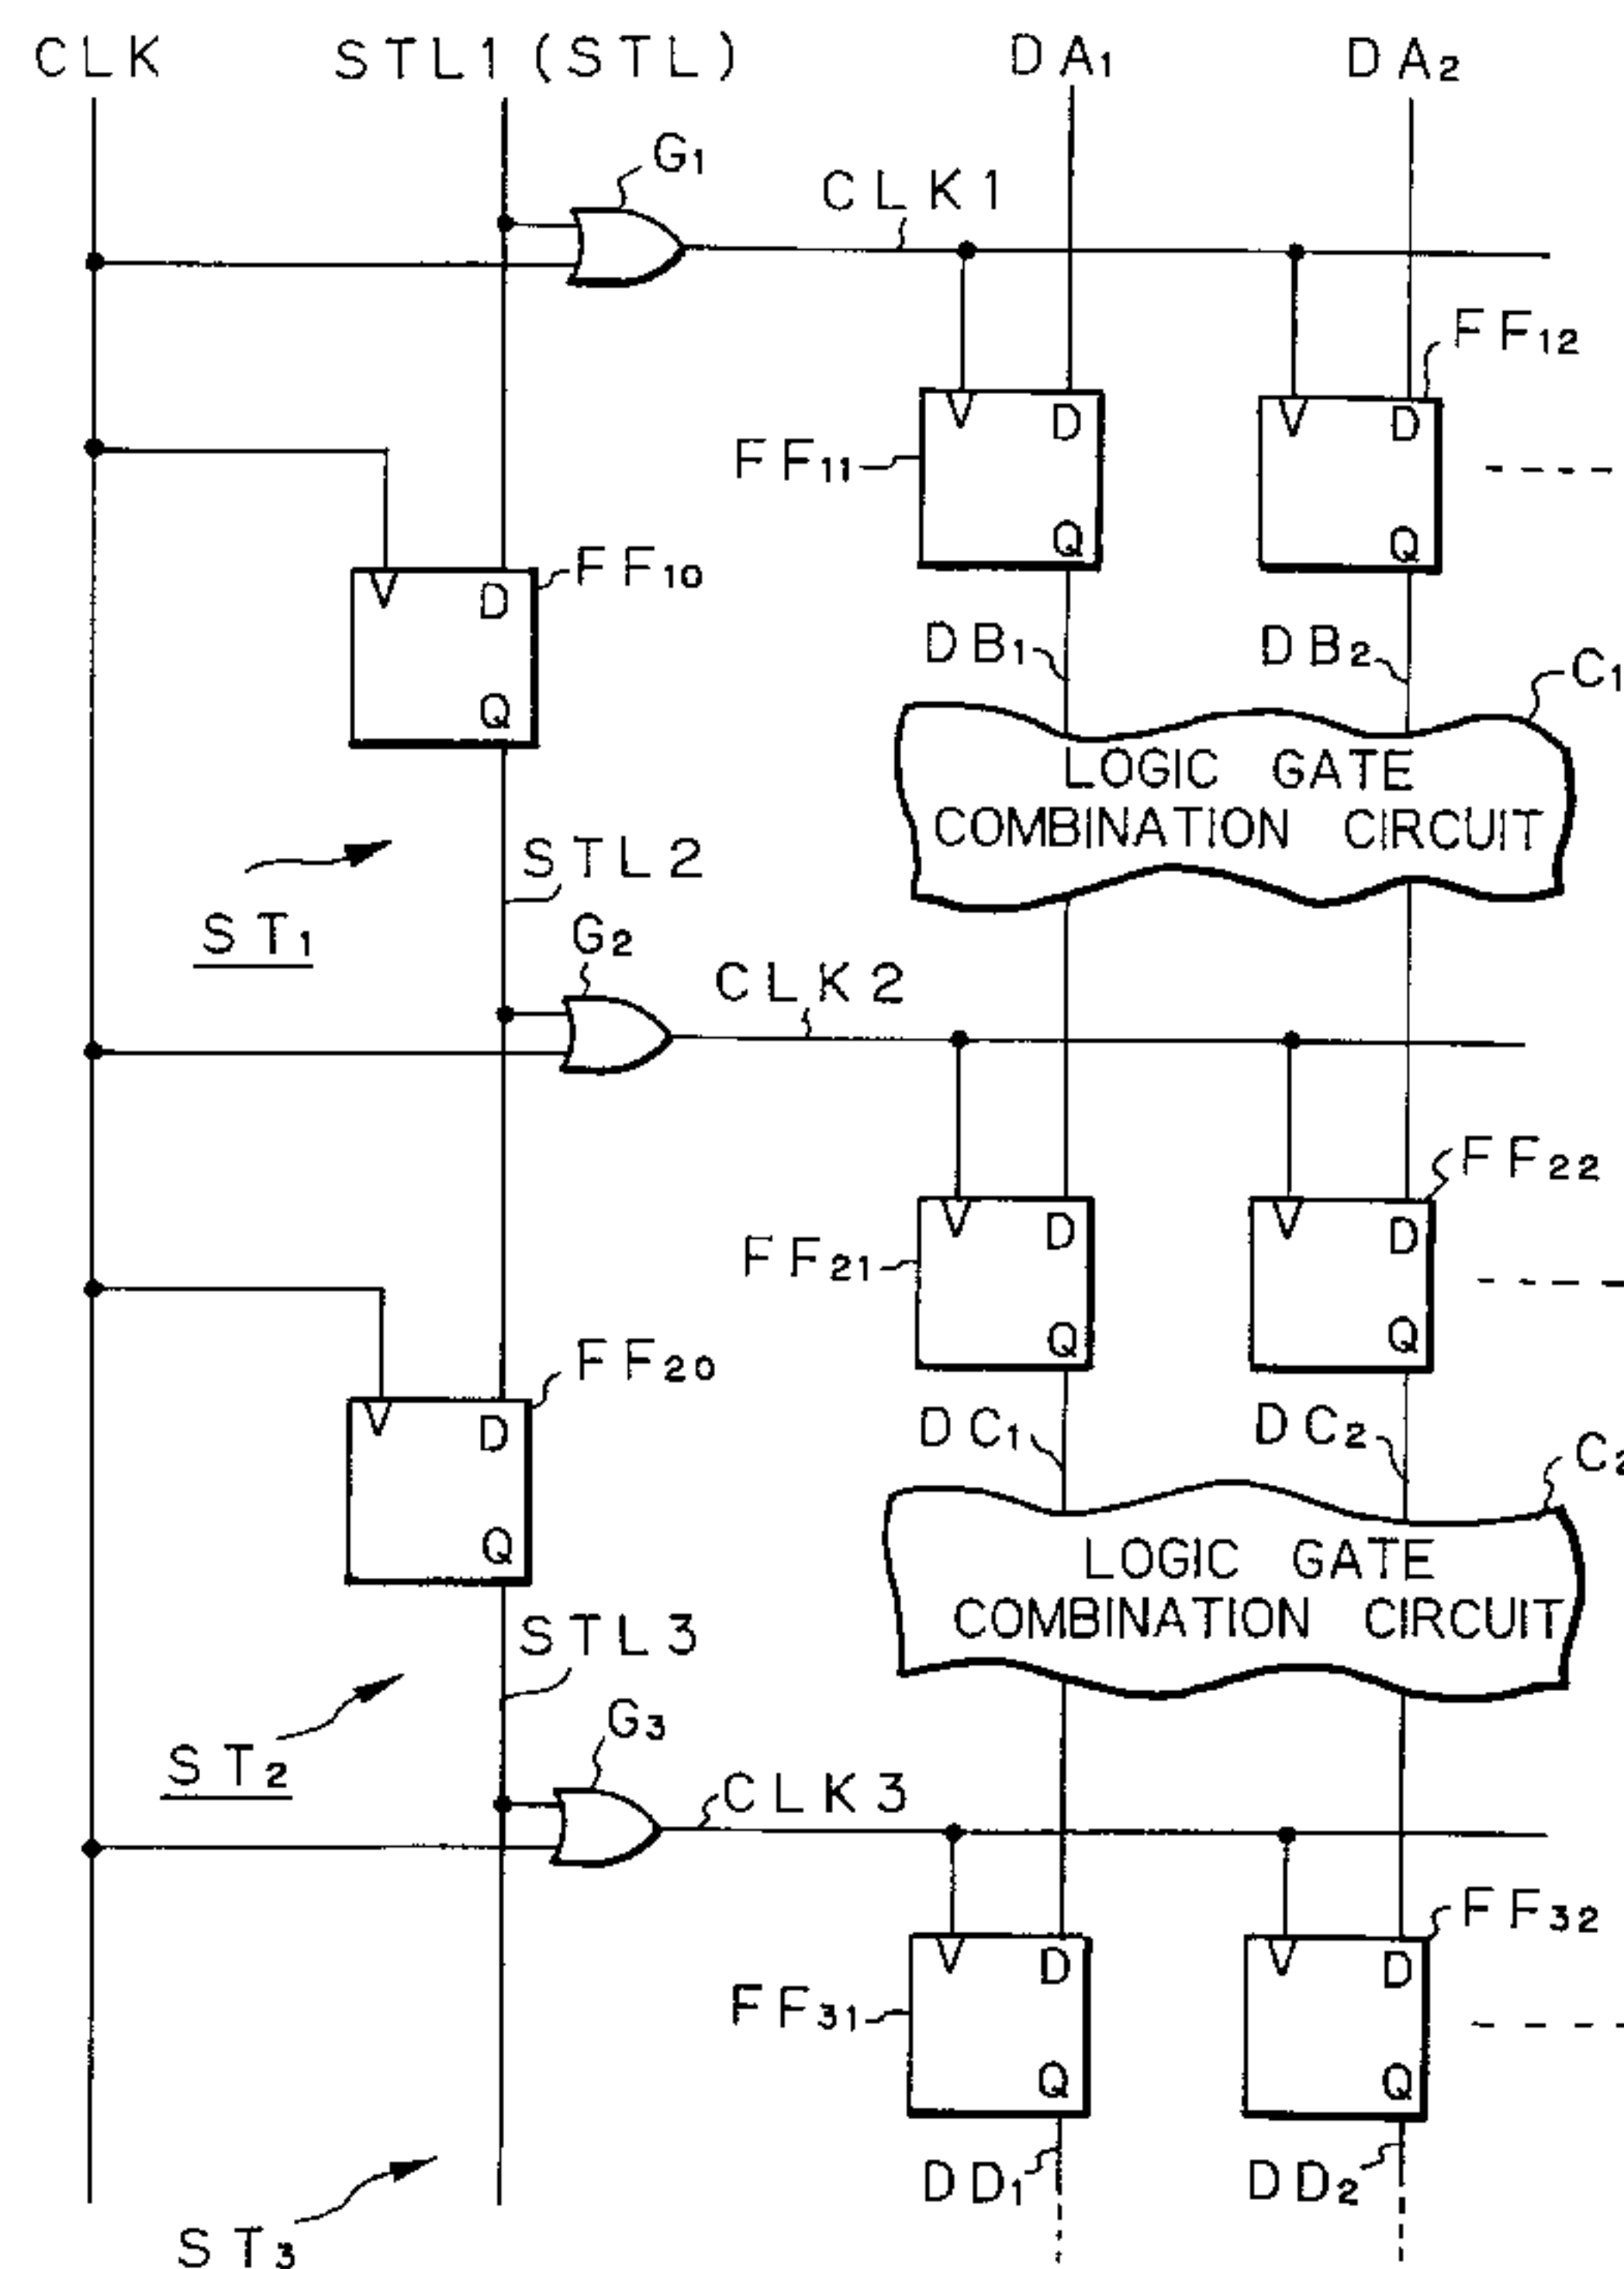 CLK STL1 (STL) DA1 DA2
G1
CLK1
FF12
V D V D
FF11
Q Q
FF10
V D
DB1 DB2 C1
Q
LOGIC GATE
COMBINATION CIRCUIT
STL2
ST1 G2
CLK2
FF22
V D V D
FF21
Q Q
FF20
V D
DC1 DC2 C2
Q
LOGIC GATE
COMBINATION CIRCUIT
STL3
G3
ST2
CLK3
FF32
V D V D
FF31
Q Q
DD1 DD2
ST3